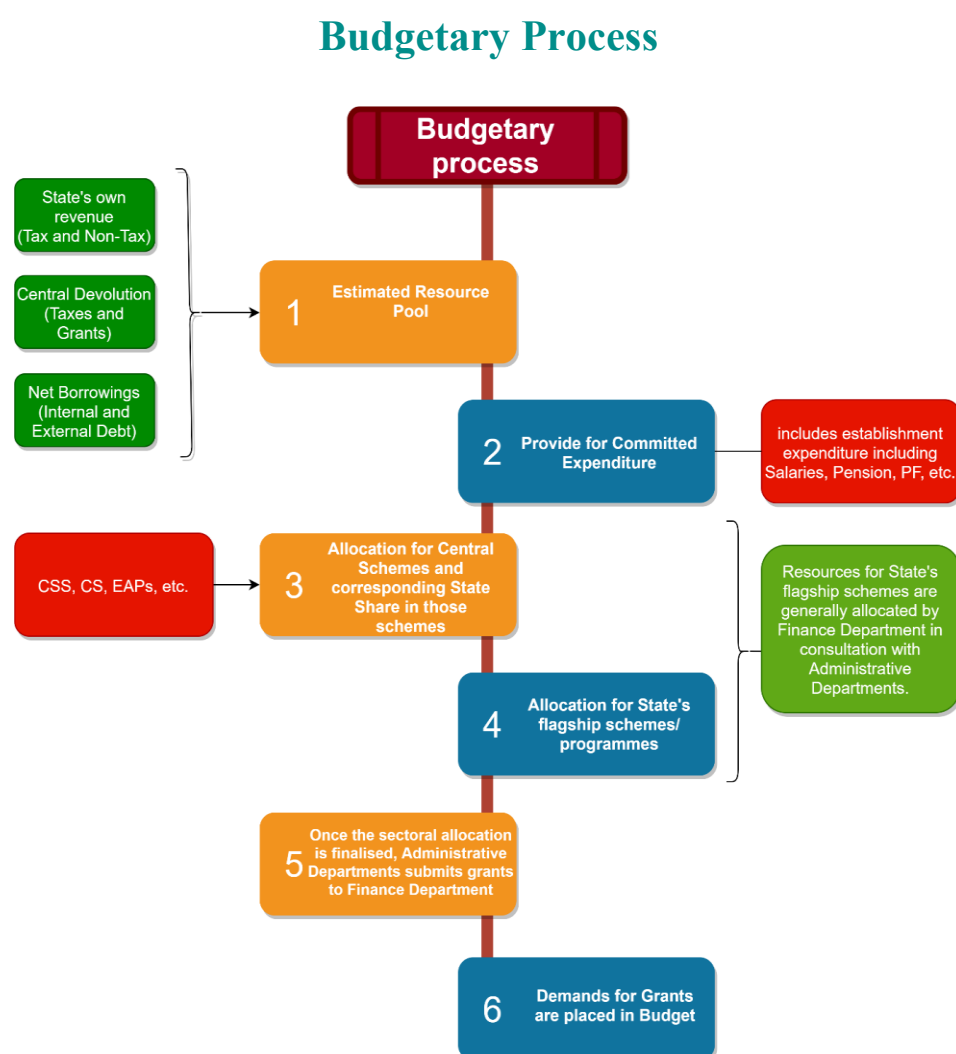 Budgetary Process
Budgetary
process
State's own
revenue
(Tax and Non-Tax)
Central Devolution
(Taxes and
Grants)
Net Borrowings
(Internal and
External Debt)
1
Estimated Resource
Pool
2
Provide for Committed
Expenditure
includes establishment
expenditure including
Salaries, Pension, PF, etc.
CSS, CS, EAPs, etc.
3
Allocation for Central
Schemes and
corresponding State
Share in those
schemes
Resources for State's
flagship schemes are
generally allocated by
Finance Department in
consultation with
Administrative
Departments.
4
Allocation for State's
flagship schemes/
programmes
5
Once the sectoral allocation
is finalised, Administrative
Departments submits grants
to Finance Department
6
Demands for Grants
are placed in Budget